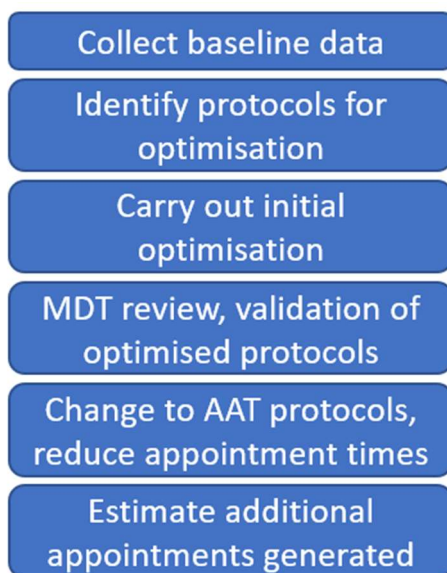 Collect baseline data
Identify protocols for
optimisation
Carry out initial
optimisation
MDT review, validation of
optimised protocols
Change to AAT protocols,
reduce appointment times
Estimate additional
appointments generated